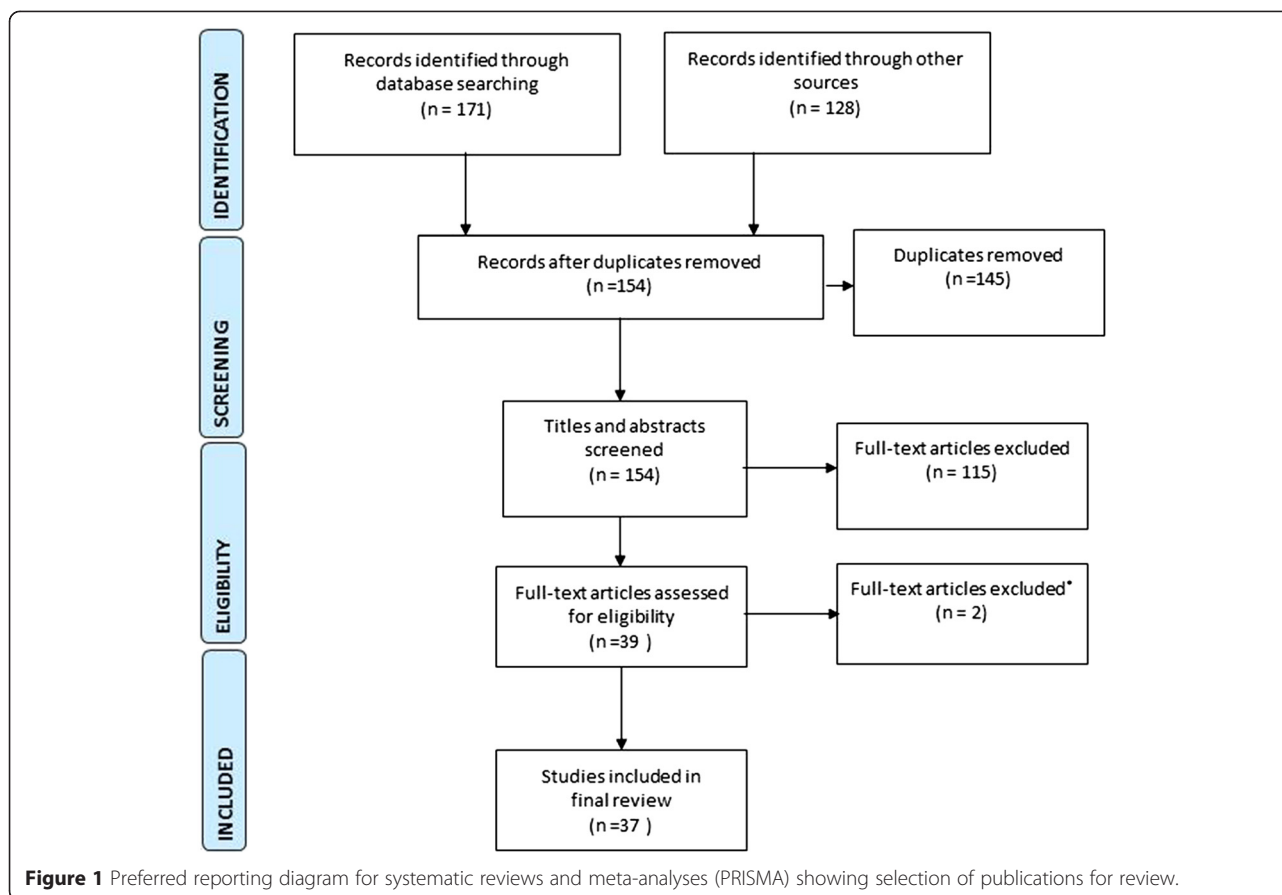 IDENTIFICATION
Records identified through
database searching
(n = 171)
Records identified through other
sources
(n = 128)
SCREENING
Records after duplicates removed
(n =154)
Duplicates removed
(n =145)
Titles and abstracts
screened
(n = 154)
Full-text articles excluded
(n = 115)
ELIGIBILITY
Full-text articles assessed
for eligibility
(n =39 )
Full-text articles excluded*
(n = 2)
INCLUDED
Studies included in
final review
(n =37 )
Figure 1 Preferred reporting diagram for systematic reviews and meta-analyses (PRISMA) showing selection of publications for review.